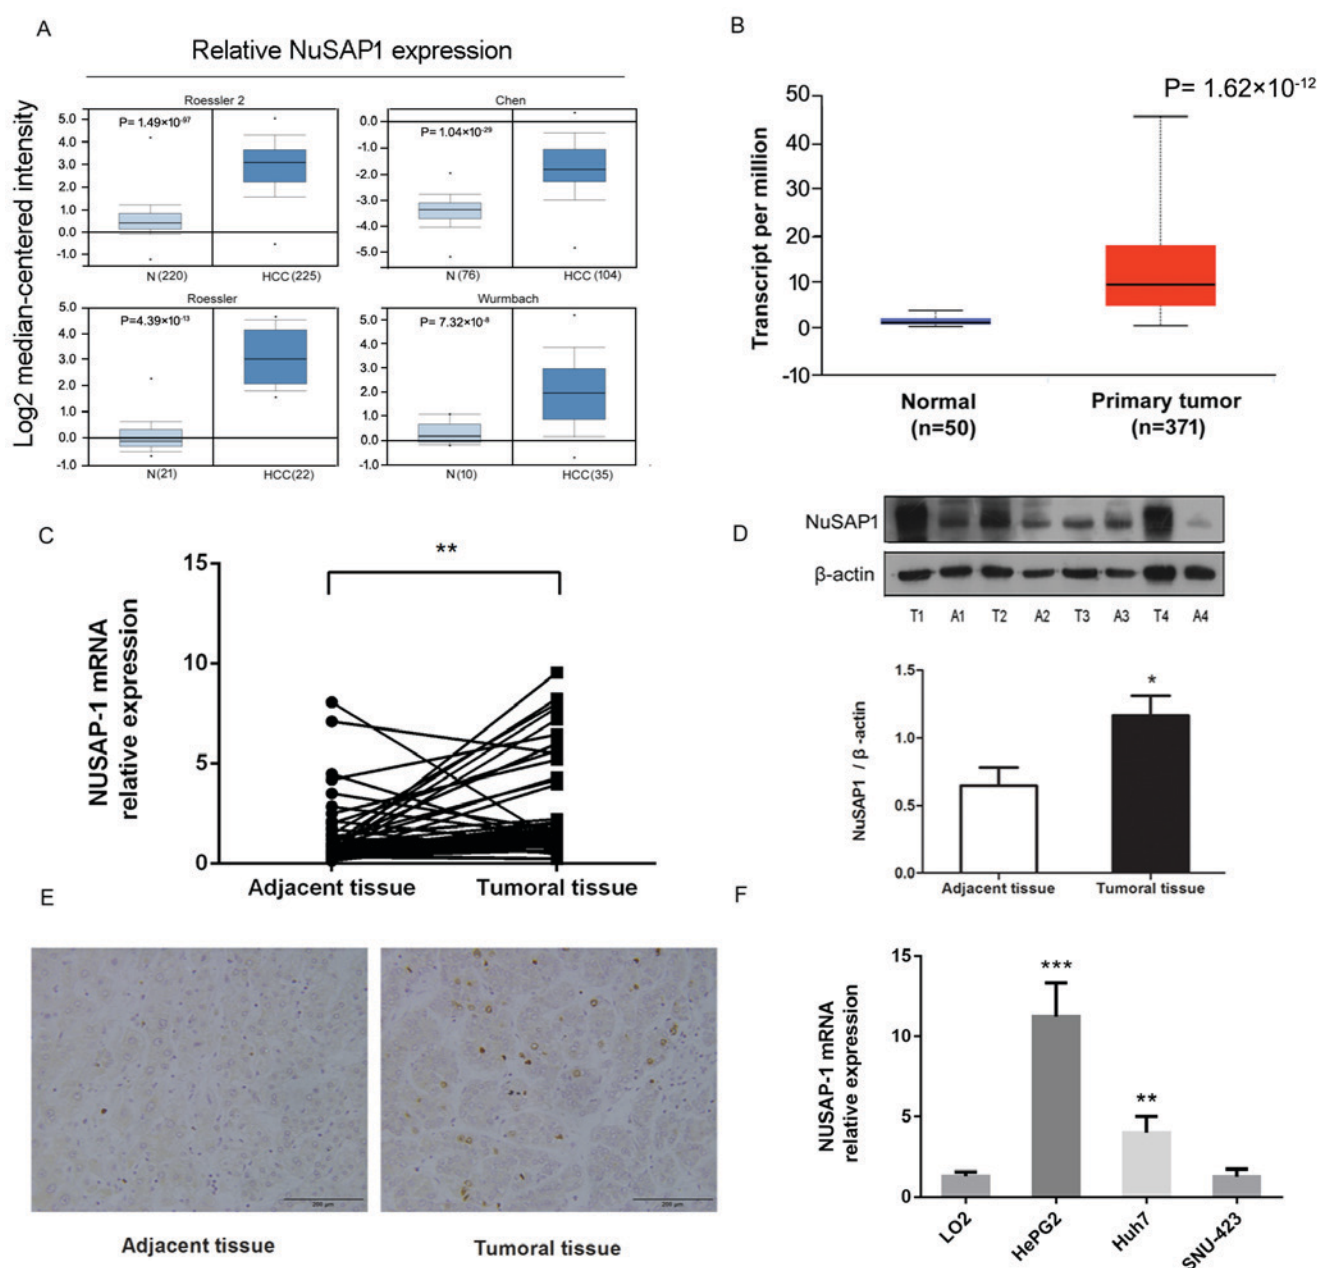 A
Relative NuSAP1 expression
Log2 median-centered intensity
Roessler 2
P= 1.49×10⁻⁹⁷
5.0
4.0
3.0
2.0
1.0
0.0
-1.0
N (220)
HCC(225)
Chen
P= 1.04×10⁻²⁹
0.0
-1.0
-2.0
-3.0
-4.0
-5.0
N(76)
HCC(104)
Roessler
P=4.39×10⁻¹³
5.0
4.0
3.0
2.0
1.0
0.0
-1.0
N(21)
HCC(22)
Wurmbach
P= 7.32×10⁻⁶
5.0
4.0
3.0
2.0
1.0
0.0
-1.0
N(10)
HCC(35)
B
P= 1.62×10⁻¹²
Transcript per million
50
40
30
20
10
0
-10
Normal
(n=50)
Primary tumor
(n=371)
C
**
NUSAP-1 mRNA
relative expression
15
10
5
0
Adjacent tissue
Tumoral tissue
D
NuSAP1
β-actin
T1 A1 T2 A2 T3 A3 T4 A4
NuSAP1 / β -actin
1.5
1.0
0.5
0.0
*
Adjacent tissue
Tumoral tissue
E
200 μm
200 μm
Adjacent tissue
Tumoral tissue
F
NUSAP-1 mRNA
relative expression
15
10
5
0
***
**
LO2
HePG2
Huh7
SNU-423